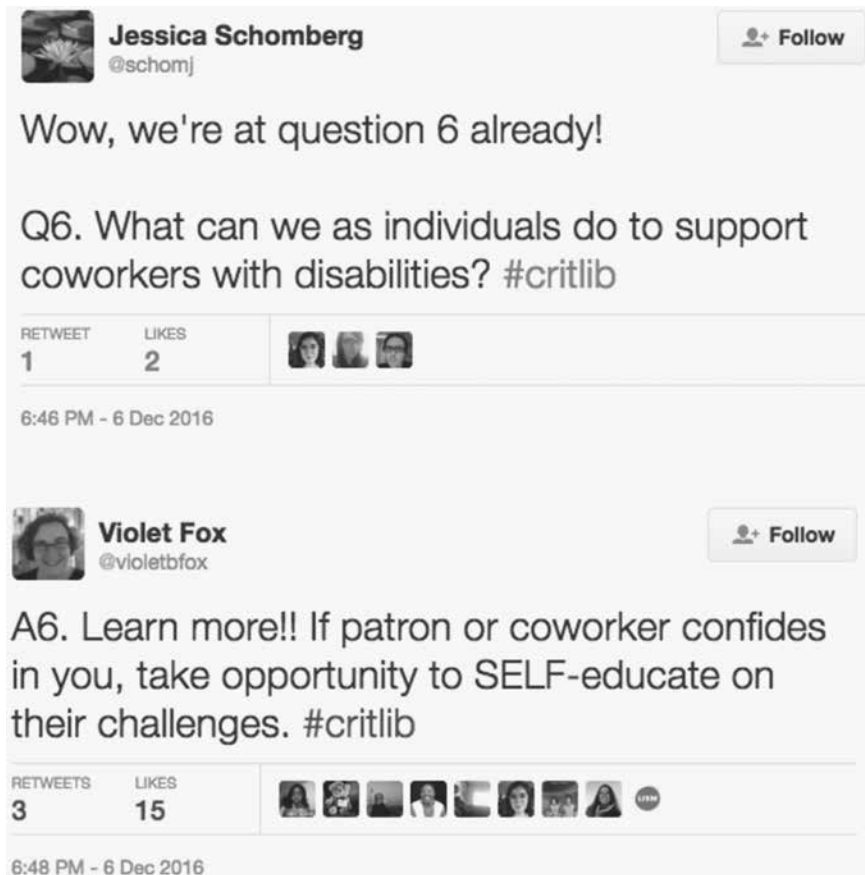 Jessica Schomberg
@schomj
Follow
Wow, we're at question 6 already!
Q6. What can we as individuals do to support
coworkers with disabilities? #critlib
RETWEET LIKES
1 2
6:46 PM - 6 Dec 2016
Violet Fox
@violetbfox
Follow
A6. Learn more!! If patron or coworker confides
in you, take opportunity to SELF-educate on
their challenges. #critlib
RETWEETS LIKES
3 15
6:48 PM - 6 Dec 2016